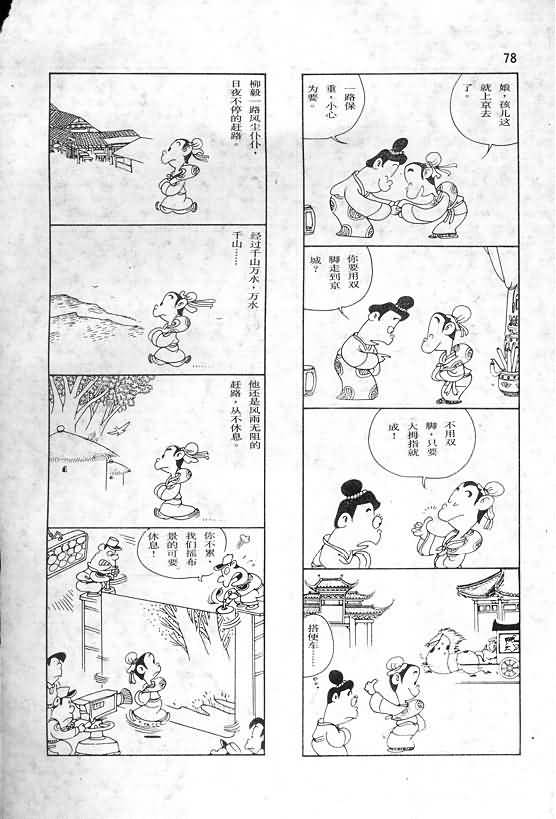 78
娘，孩儿这
就上京去
了。
一路保
重，小心
为要。
你要用双
脚走到京
城？
不用双
脚，只要
大拇指就
成！
搭便车……
柳毅一路风尘仆仆，
日夜不停的赶路。
经过千山万水，万水
千山……
他还是风雨无阻的
赶路，从不休息。
你不累，
我们摇布
景的可要
休息！